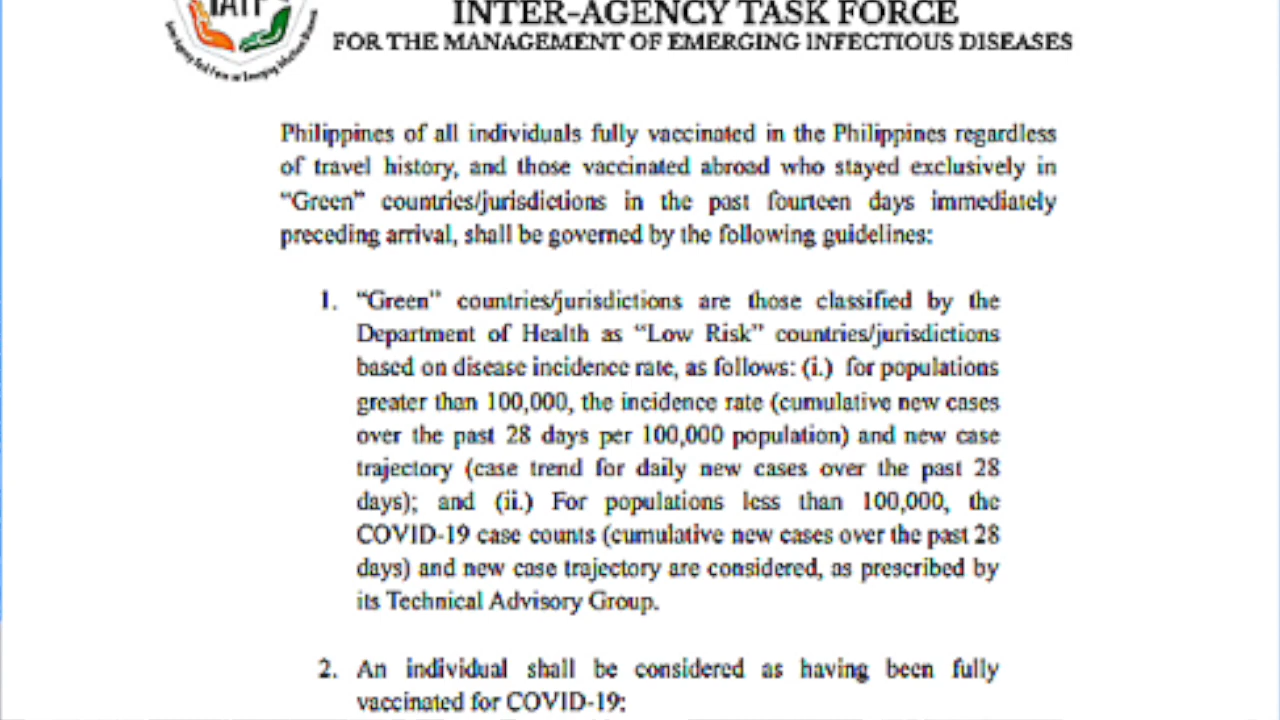 INTER-AGENCY TASK FORCE
FOR THE MANAGEMENT OF EMERGING INFECTIOUS DISEASES
Philippines of all individuals fully vaccinated in the Philippines regardless
of travel history, and those vaccinated abroad who stayed exclusively in
“Green” countries/jurisdictions in the past fourteen days immediately
preceding arrival, shall be governed by the following guidelines:
1. “Green” countries/jurisdictions are those classified by the
Department of Health as “Low Risk” countries/jurisdictions
based on disease incidence rate, as follows: (i.) for populations
greater than 100,000, the incidence rate (cumulative new cases
over the past 28 days per 100,000 population) and new case
trajectory (case trend for daily new cases over the past 28
days); and (ii.) For populations less than 100,000, the
COVID-19 case counts (cumulative new cases over the past 28
days) and new case trajectory are considered, as prescribed by
its Technical Advisory Group.
2. An individual shall be considered as having been fully
vaccinated for COVID-19: